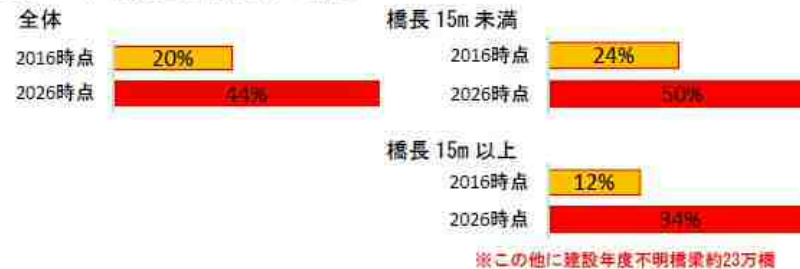 全体
2016時点 20%
2026時点 44%
橋長 15m 未満
2016時点 24%
2026時点 50%
橋長 15m 以上
2016時点 12%
2026時点 34%
※この他に建設年度不明橋梁約23万橋